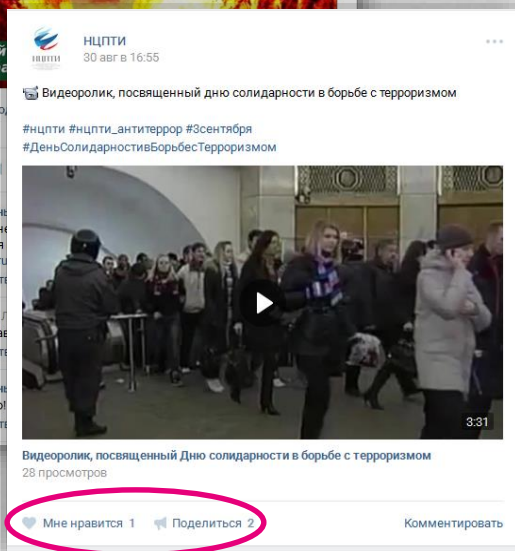 НЦПТИ
НЦПТИ
30 авг в 16:55
Видеоролик, посвященный дню солидарности в борьбе с терроризмом
#нцпти #нцпти_антитеррор #3сентября
#ДеньСолидарностивБорьбесТерроризмом
3:31
Видеоролик, посвященный Дню солидарности в борьбе с терроризмом
28 просмотров
Мне нравится 1 Поделиться 2 Комментировать